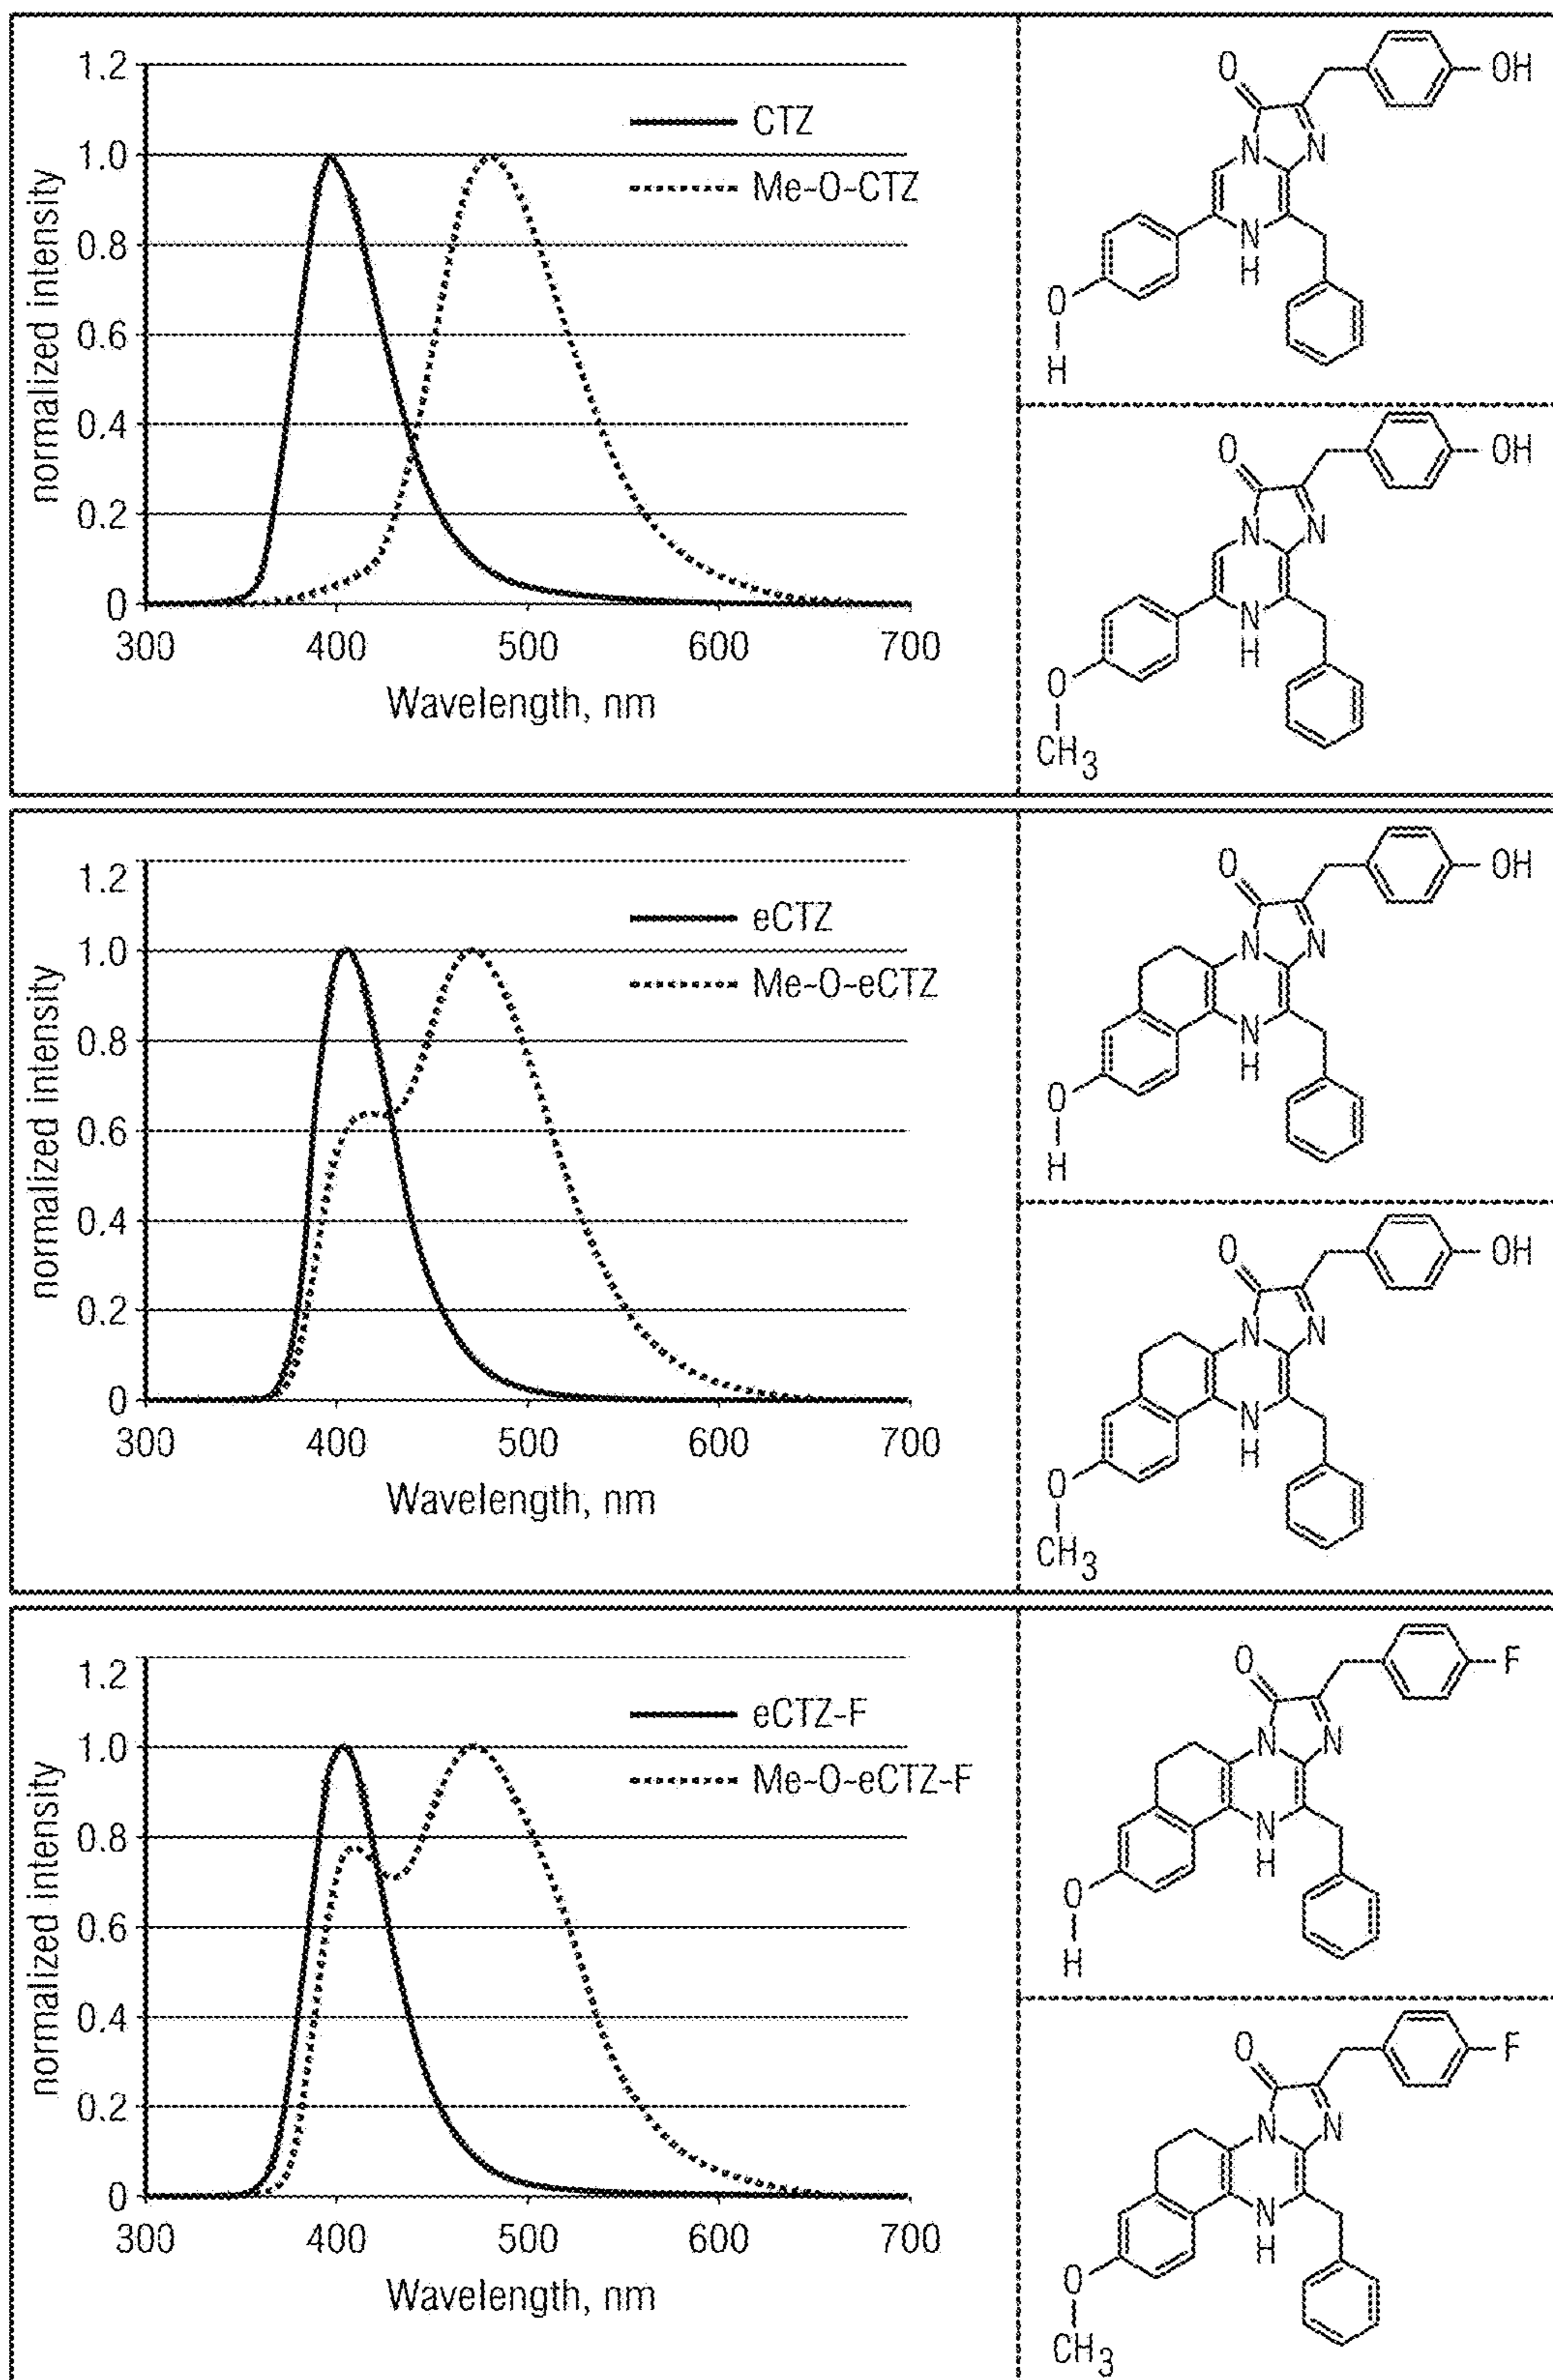 1.2
1.0
0.8
0.6
0.4
0.2
0
normalized intensity
CTZ
Me-O-CTZ
300 400 500 600 700
Wavelength, nm
O
OH
N N
N
H
O
H
O
OH
N N
N
H
O
CH3
1.2
1.0
0.8
0.6
0.4
0.2
0
normalized intensity
eCTZ
Me-O-eCTZ
300 400 500 600 700
Wavelength, nm
O
OH
N N
N
H
O
H
O
OH
N N
N
H
O
CH3
1.2
1.0
0.8
0.6
0.4
0.2
0
normalized intensity
eCTZ-F
Me-O-eCTZ-F
300 400 500 600 700
Wavelength, nm
O
F
N N
N
H
O
H
O
F
N N
N
H
O
CH3